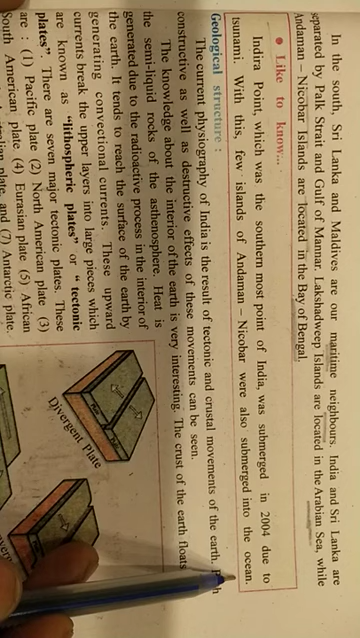 In the south, Sri Lanka and Maldives are our maritime neighbours. India and Sri Lanka are
separated by Palk Strait and Gulf of Mannar. Lakshadweep Islands are located in the Arabian Sea, while
Andaman - Nicobar Islands are located in the Bay of Bengal.
• Like to know...
Indira Point, which was the southern most point of India, was submerged in 2004 due to
tsunami. With this, few islands of Andaman – Nicobar were also submerged into the ocean.
Geological structure :
The current physiography of India is the result of tectonic and crustal movements of the earth.
constructive as well as destructive effects of these movements can be seen.
The knowledge about the interior of the earth is very interesting. The crust of the earth floats
the semi-liquid rocks of the asthenosphere. Heat is
generated due to the radioactive process in the interior of
the earth. It tends to reach the surface of the earth by
generating convectional currents. These upward
currents break the upper layers into large pieces which
are known as "lithospheric plates" or " tectonic
plates". There are seven major tectonic plates. These
are : (1) Pacific plate (2) North American plate (3)
South American plate (4) Eurasian plate (5) African
plate, and (7) Antarctic plate.
Divergent Plate